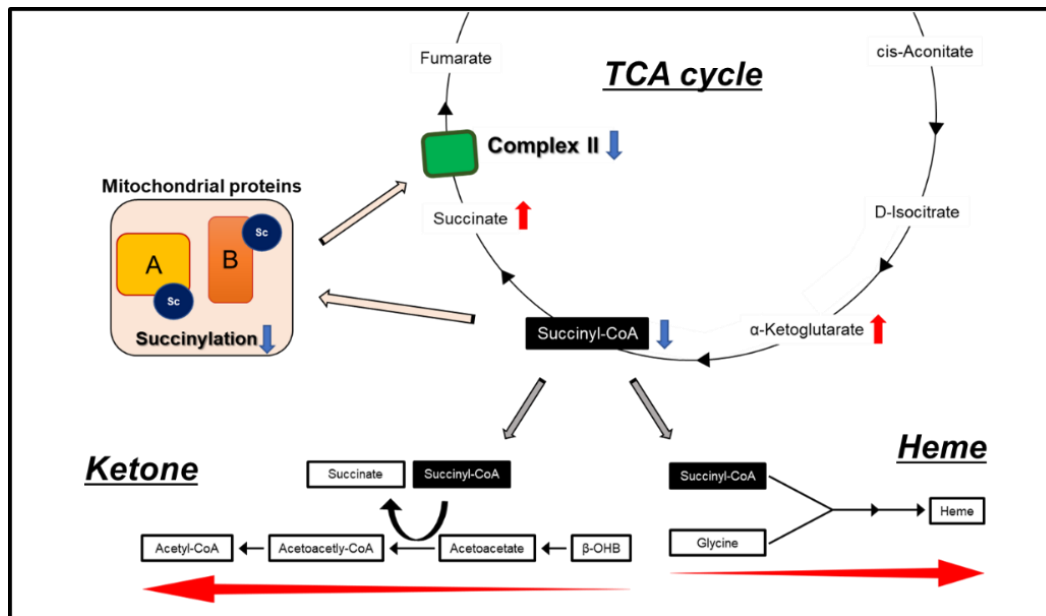 TCA cycle
cis-Aconitate
Fumarate
Complex II
Mitochondrial proteins
Succinate
D-Isocitrate
Sc
A
B
Sc
Succinylation
Succinyl-CoA
α-Ketoglutarate
Ketone
Heme
Succinate
Succinyl-CoA
Succinyl-CoA
Heme
Glycine
Acetyl-CoA
Acetoacetly-CoA
Acetoacetate
β-OHB